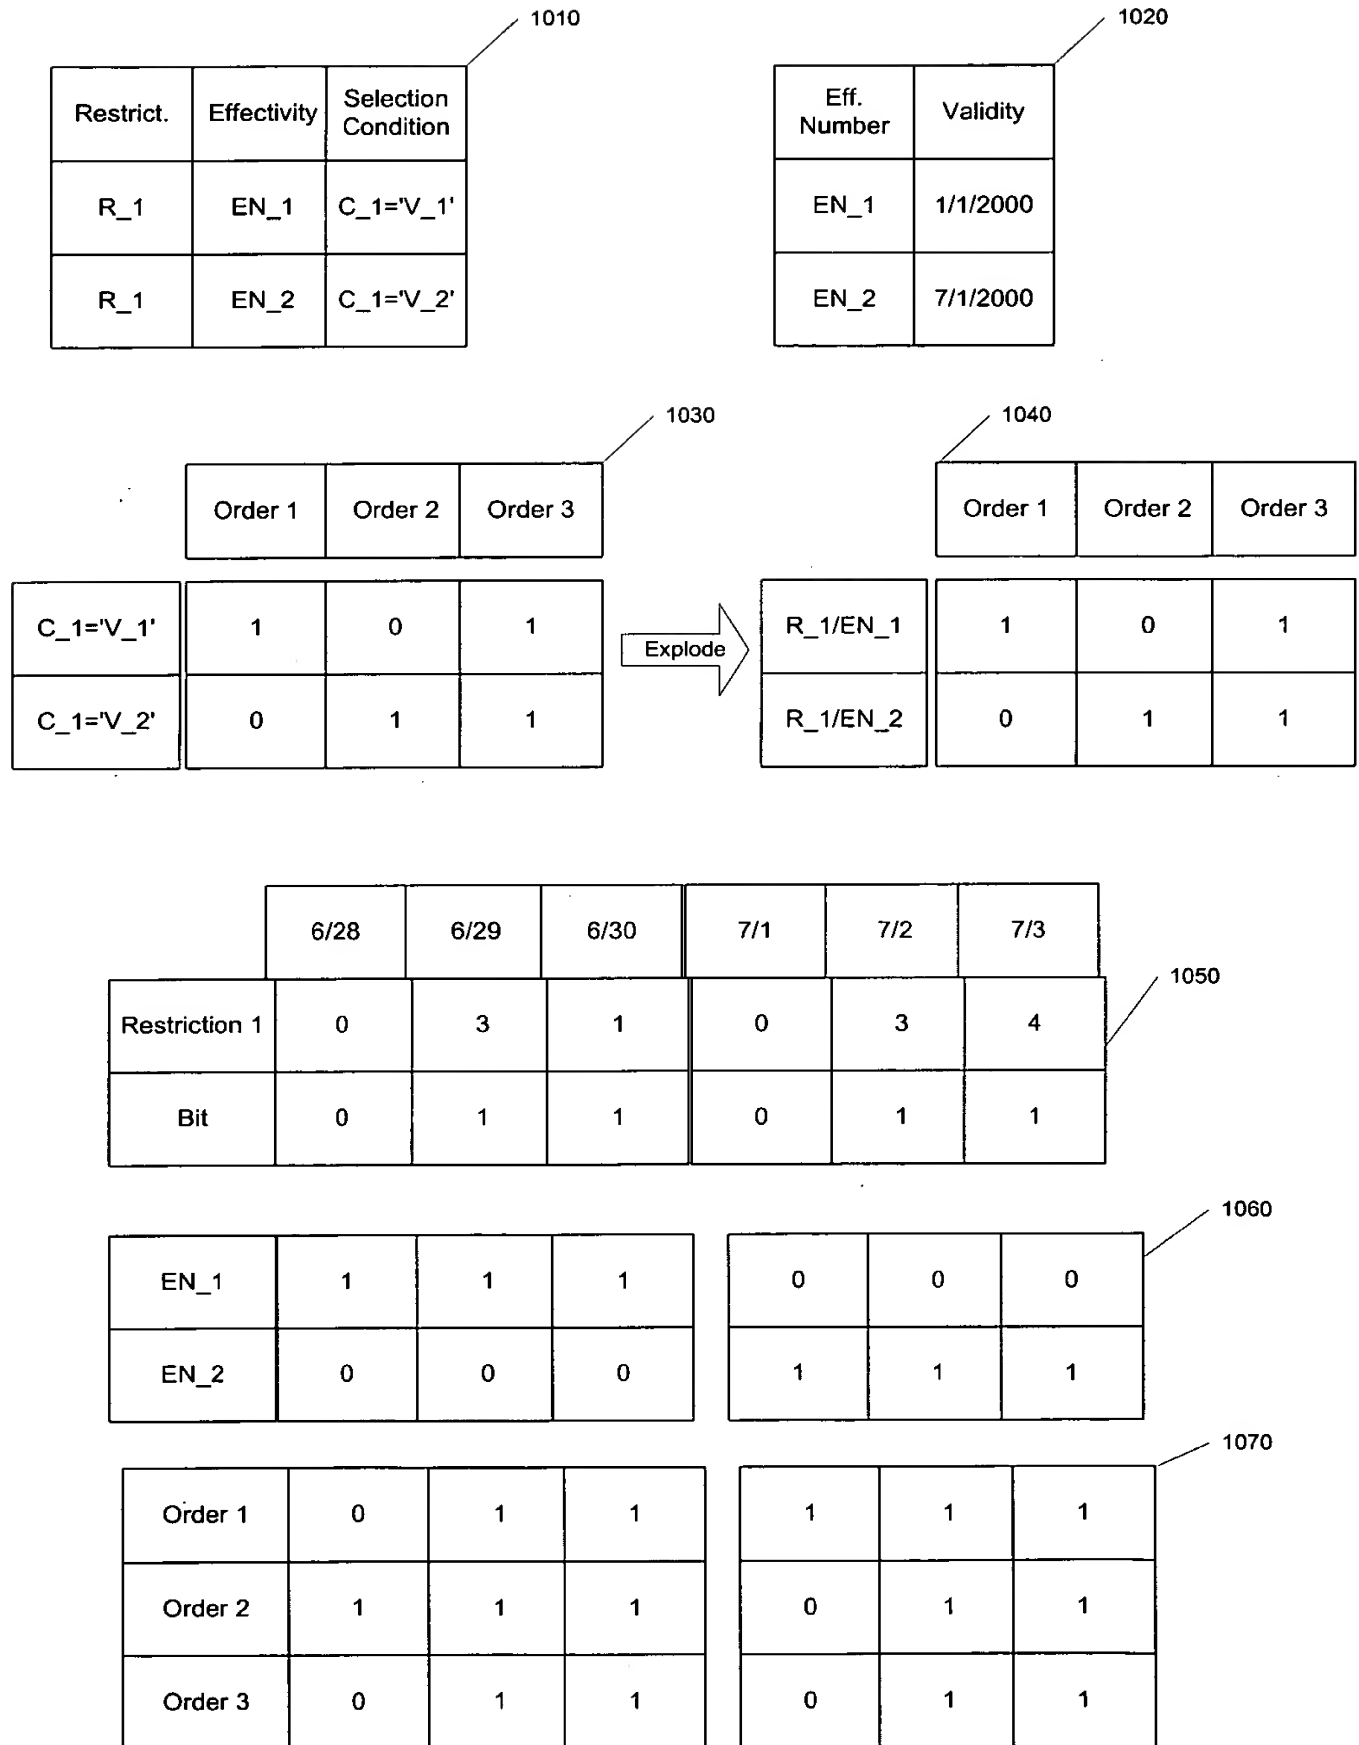 1010
Restrict. Effectivity Selection Condition
R_1 EN_1 C_1='V_1'
R_1 EN_2 C_1='V_2'
1020
Eff. Number Validity
EN_1 1/1/2000
EN_2 7/1/2000
1030
Order 1 Order 2 Order 3
C_1='V_1' 1 0 1
C_1='V_2' 0 1 1
Explode
1040
Order 1 Order 2 Order 3
R_1/EN_1 1 0 1
R_1/EN_2 0 1 1
6/28 6/29 6/30 7/1 7/2 7/3
1050
Restriction 1 0 3 1 0 3 4
Bit 0 1 1 0 1 1
1060
EN_1 1 1 1 0 0 0
EN_2 0 0 0 1 1 1
1070
Order 1 0 1 1 1 1 1
Order 2 1 1 1 0 1 1
Order 3 0 1 1 0 1 1